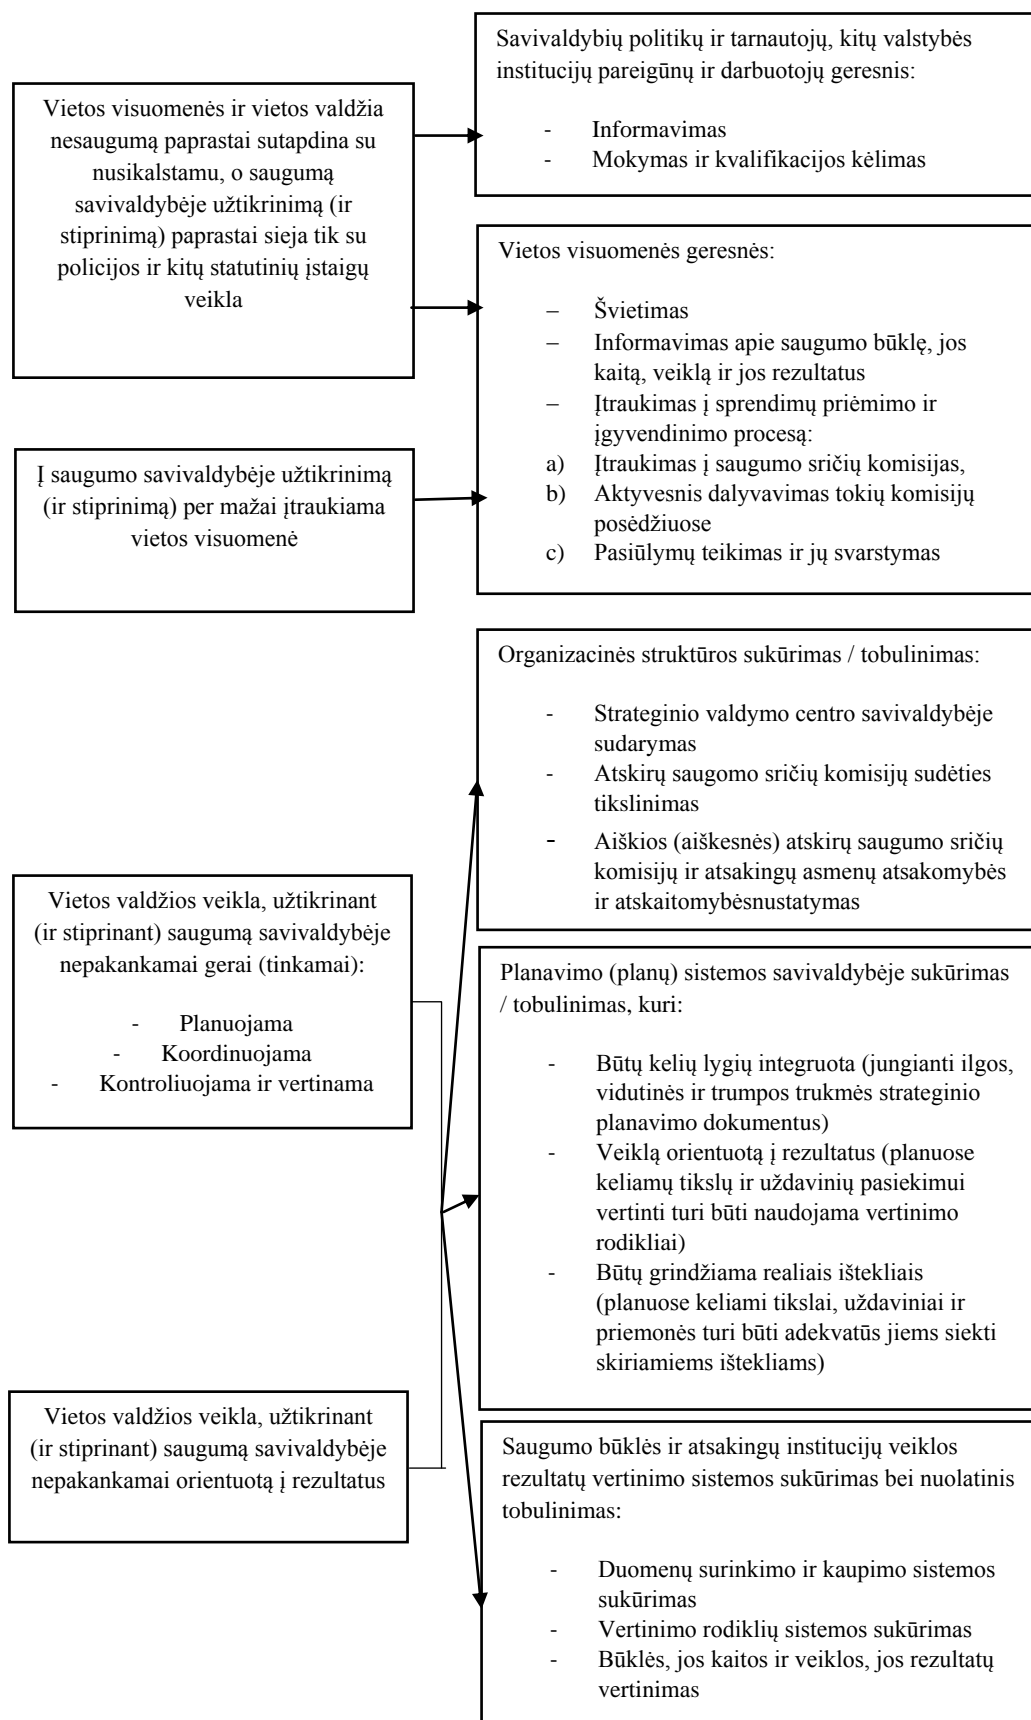 Savivaldybių politikų ir tarnautojų, kitų valstybės
institucijų pareigūnų ir darbuotojų geresnis:
- Informavimas
- Mokymas ir kvalifikacijos kėlimas
Vietos visuomenės ir vietos valdžia
nesaugumą paprastai sutapdina su
nusikalstamu, o saugumą
savivaldybėje užtikrinimą (ir
stiprinimą) paprastai sieja tik su
policijos ir kitų statutinių įstaigų
veikla
Vietos visuomenės geresnės:
– Švietimas
– Informavimas apie saugumo būklę, jos
kaitą, veiklą ir jos rezultatus
– Įtraukimas į sprendimų priėmimo ir
įgyvendinimo procesą:
a) Įtraukimas į saugumo sričių komisijas,
b) Aktyvesnis dalyvavimas tokių komisijų
posėdžiuose
c) Pasiūlymų teikimas ir jų svarstymas
Į saugumo savivaldybėje užtikrinimą
(ir stiprinimą) per mažai įtraukiama
vietos visuomenė
Organizacinės struktūros sukūrimas / tobulinimas:
- Strateginio valdymo centro savivaldybėje
sudarymas
- Atskirų saugomo sričių komisijų sudėties
tikslinimas
- Aiškios (aiškesnės) atskirų saugumo sričių
komisijų ir atsakingų asmenų atsakomybės
ir atskaitomybėsnustatymas
Vietos valdžios veikla, užtikrinant
(ir stiprinant) saugumą savivaldybėje
nepakankamai gerai (tinkamai):
- Planuojama
- Koordinuojama
- Kontroliuojama ir vertinama
Planavimo (planų) sistemos savivaldybėje sukūrimas
/ tobulinimas, kuri:
- Būtų kelių lygių integruota (jungianti ilgos,
vidutinės ir trumpos trukmės strateginio
planavimo dokumentus)
- Veiklą orientuotą į rezultatus (planuose
keliamų tikslų ir uždavinių pasiekimui
vertinti turi būti naudojama vertinimo
rodikliai)
- Būtų grindžiama realiais ištekliais
(planuose keliami tikslai, uždaviniai ir
priemonės turi būti adekvatūs jiems siekti
skiriamiems ištekliams)
Vietos valdžios veikla, užtikrinant
(ir stiprinant) saugumą savivaldybėje
nepakankamai orientuotą į rezultatus
Saugumo būklės ir atsakingų institucijų veiklos
rezultatų vertinimo sistemos sukūrimas bei nuolatinis
tobulinimas:
- Duomenų surinkimo ir kaupimo sistemos
sukūrimas
- Vertinimo rodiklių sistemos sukūrimas
- Būklės, jos kaitos ir veiklos, jos rezultatų
vertinimas